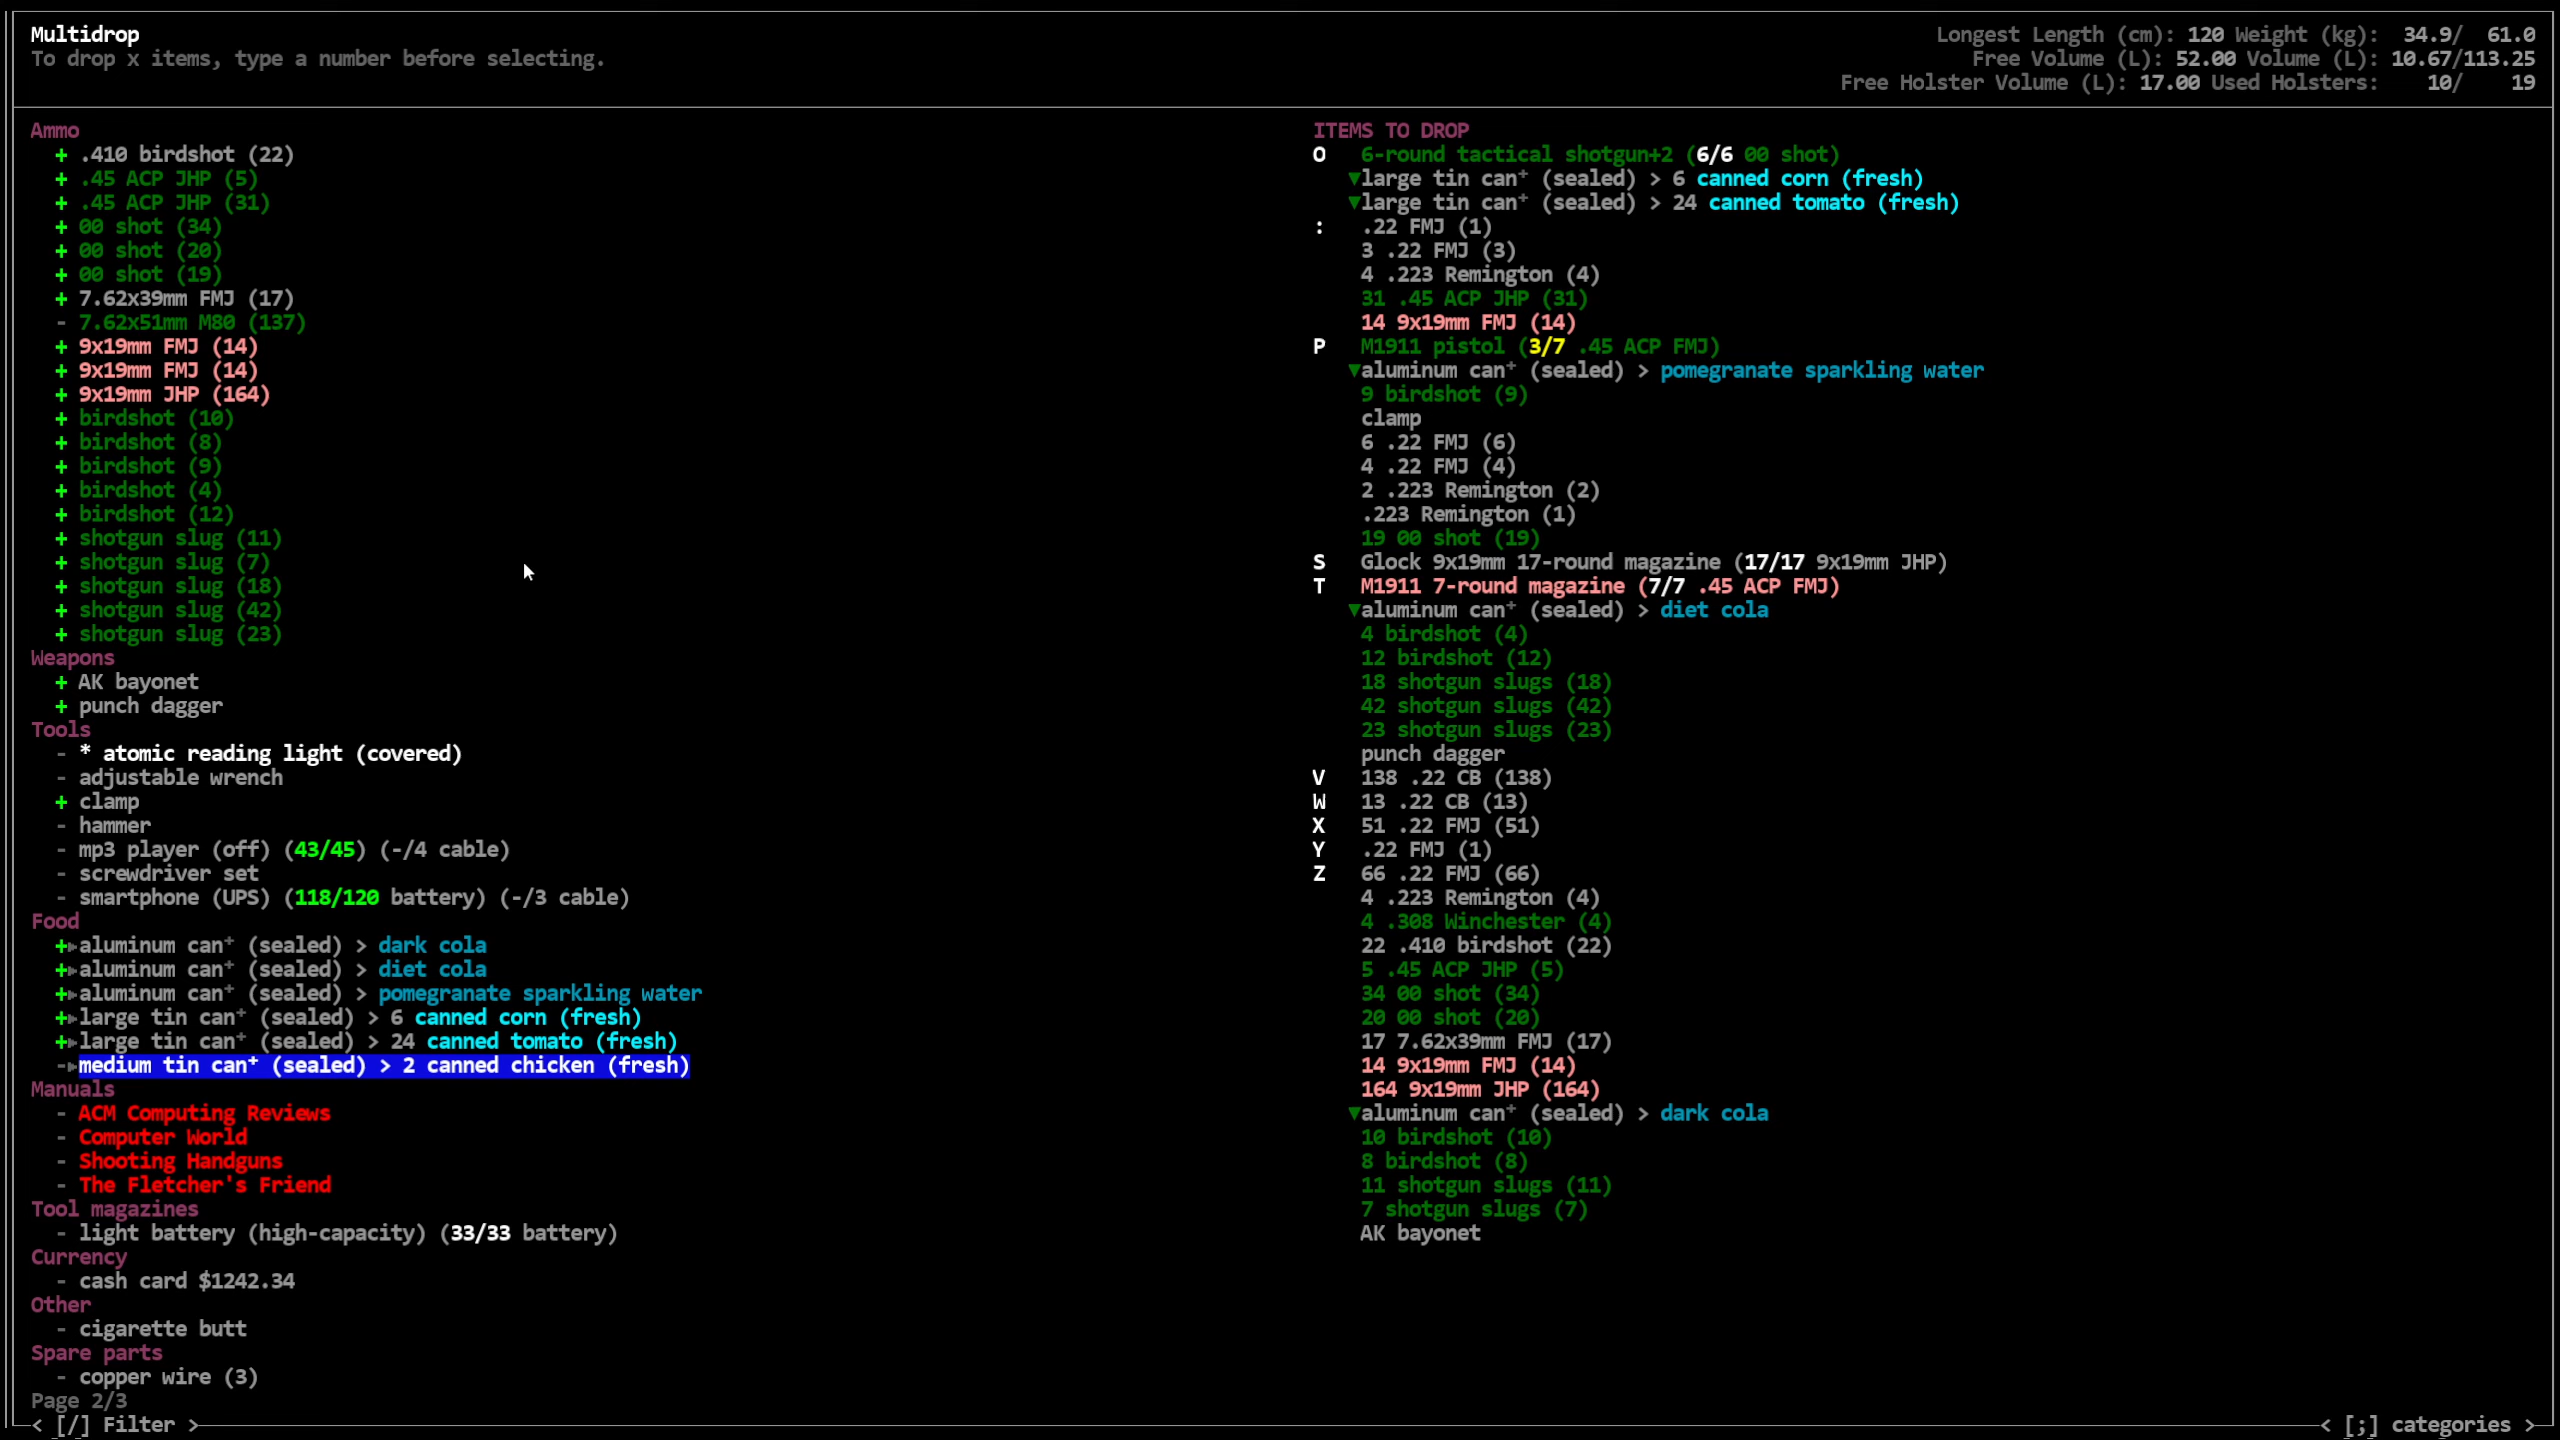 Multidrop
To drop x items, type a number before selecting.
Longest Length (cm): 120 Weight (kg): 34.9/ 61.0
Free Volume (L): 52.00 Volume (L): 10.67/113.25
Free Holster Volume (L): 17.00 Used Holsters: 10/ 19
Ammo
+ .410 birdshot (22)
+ .45 ACP JHP (5)
+ .45 ACP JHP (31)
+ 00 shot (34)
+ 00 shot (20)
+ 00 shot (19)
+ 7.62x39mm FMJ (17)
- 7.62x51mm M80 (137)
+ 9x19mm FMJ (14)
+ 9x19mm FMJ (14)
+ 9x19mm JHP (164)
+ birdshot (10)
+ birdshot (8)
+ birdshot (9)
+ birdshot (4)
+ birdshot (12)
+ shotgun slug (11)
+ shotgun slug (7)
+ shotgun slug (18)
+ shotgun slug (42)
+ shotgun slug (23)
Weapons
+ AK bayonet
+ punch dagger
Tools
- * atomic reading light (covered)
- adjustable wrench
+ clamp
- hammer
- mp3 player (off) (43/45) (-/4 cable)
- screwdriver set
- smartphone (UPS) (118/120 battery) (-/3 cable)
Food
+▸aluminum can⁺ (sealed) > dark cola
+▸aluminum can⁺ (sealed) > diet cola
+▸aluminum can⁺ (sealed) > pomegranate sparkling water
+▸large tin can⁺ (sealed) > 6 canned corn (fresh)
+▸large tin can⁺ (sealed) > 24 canned tomato (fresh)
-▸medium tin can⁺ (sealed) > 2 canned chicken (fresh)
Manuals
- ACM Computing Reviews
- Computer World
- Shooting Handguns
- The Fletcher's Friend
Tool magazines
- light battery (high-capacity) (33/33 battery)
Currency
- cash card $1242.34
Other
- cigarette butt
Spare parts
- copper wire (3)
Page 2/3
< [/] Filter >
ITEMS TO DROP
O 6-round tactical shotgun+2 (6/6 00 shot)
▼large tin can⁺ (sealed) > 6 canned corn (fresh)
▼large tin can⁺ (sealed) > 24 canned tomato (fresh)
: .22 FMJ (1)
3 .22 FMJ (3)
4 .223 Remington (4)
31 .45 ACP JHP (31)
14 9x19mm FMJ (14)
P M1911 pistol (3/7 .45 ACP FMJ)
▼aluminum can⁺ (sealed) > pomegranate sparkling water
9 birdshot (9)
clamp
6 .22 FMJ (6)
4 .22 FMJ (4)
2 .223 Remington (2)
.223 Remington (1)
19 00 shot (19)
S Glock 9x19mm 17-round magazine (17/17 9x19mm JHP)
T M1911 7-round magazine (7/7 .45 ACP FMJ)
▼aluminum can⁺ (sealed) > diet cola
4 birdshot (4)
12 birdshot (12)
18 shotgun slugs (18)
42 shotgun slugs (42)
23 shotgun slugs (23)
punch dagger
V 138 .22 CB (138)
W 13 .22 CB (13)
X 51 .22 FMJ (51)
Y .22 FMJ (1)
Z 66 .22 FMJ (66)
4 .223 Remington (4)
4 .308 Winchester (4)
22 .410 birdshot (22)
5 .45 ACP JHP (5)
34 00 shot (34)
20 00 shot (20)
17 7.62x39mm FMJ (17)
14 9x19mm FMJ (14)
164 9x19mm JHP (164)
▼aluminum can⁺ (sealed) > dark cola
10 birdshot (10)
8 birdshot (8)
11 shotgun slugs (11)
7 shotgun slugs (7)
AK bayonet
< [;] categories >